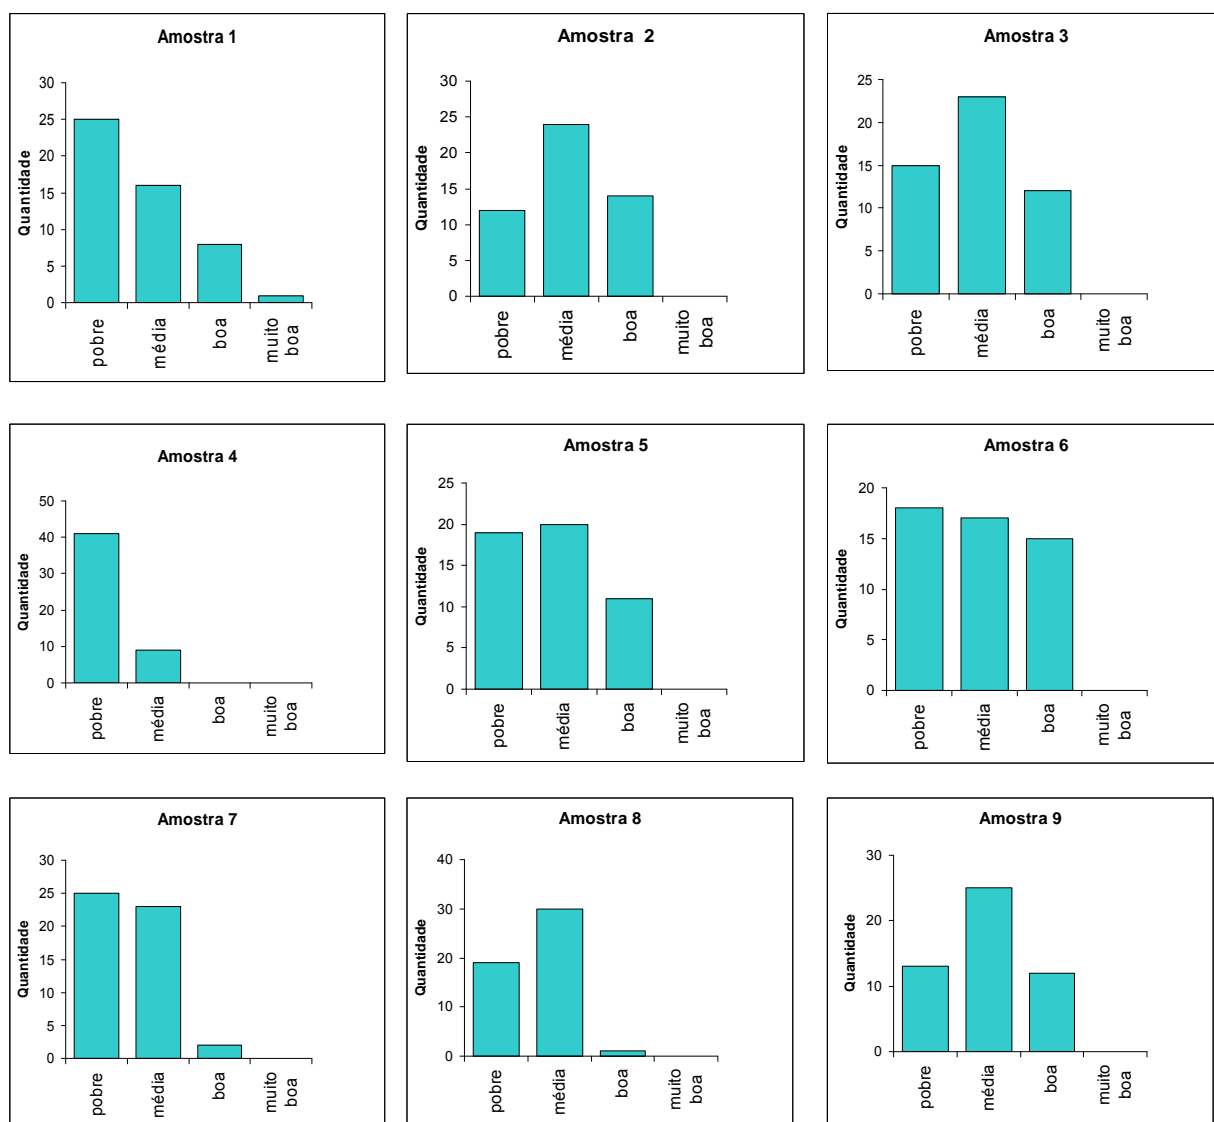 Amostra 1
30
25
20
15
10
5
0
Quantidade
pobre
média
boa
muito
boa
Amostra 2
30
25
20
15
10
5
0
Quantidade
pobre
média
boa
muito
boa
Amostra 3
25
20
15
10
5
0
Quantidade
pobre
média
boa
muito
boa
Amostra 4
50
40
30
20
10
0
Quantidade
pobre
média
boa
muito
boa
Amostra 5
25
20
15
10
5
0
Quantidade
pobre
média
boa
muito
boa
Amostra 6
20
15
10
5
0
Quantidade
pobre
média
boa
muito
boa
Amostra 7
30
25
20
15
10
5
0
Quantidade
pobre
média
boa
muito
boa
Amostra 8
40
30
20
10
0
Quantidade
pobre
média
boa
muito
boa
Amostra 9
30
20
10
0
Quantidade
pobre
média
boa
muito
boa